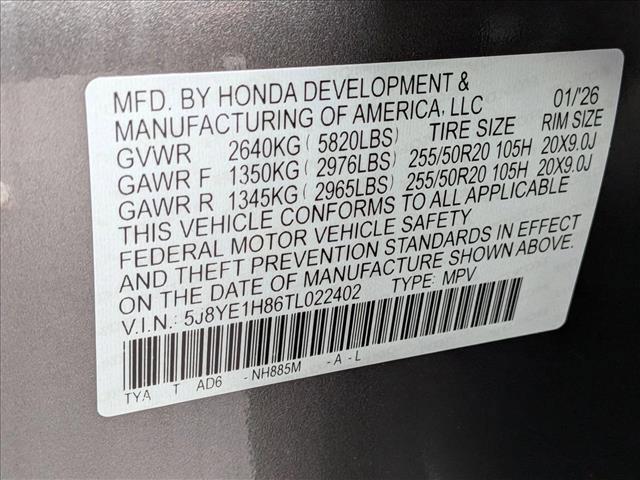 MFD. BY HONDA DEVELOPMENT &
MANUFACTURING OF AMERICA, LLC 01/'26
GVWR 2640KG (5820LBS) TIRE SIZE RIM SIZE
GAWR F 1350KG (2976LBS) 255/50R20 105H 20X9.0J
GAWR R 1345KG (2965LBS) 255/50R20 105H 20X9.0J
THIS VEHICLE CONFORMS TO ALL APPLICABLE
FEDERAL MOTOR VEHICLE SAFETY
AND THEFT PREVENTION STANDARDS IN EFFECT
ON THE DATE OF MANUFACTURE SHOWN ABOVE.
V.I.N.: 5J8YE1H86TL022402 TYPE: MPV
TYA T AD6 -NH885M -A-L